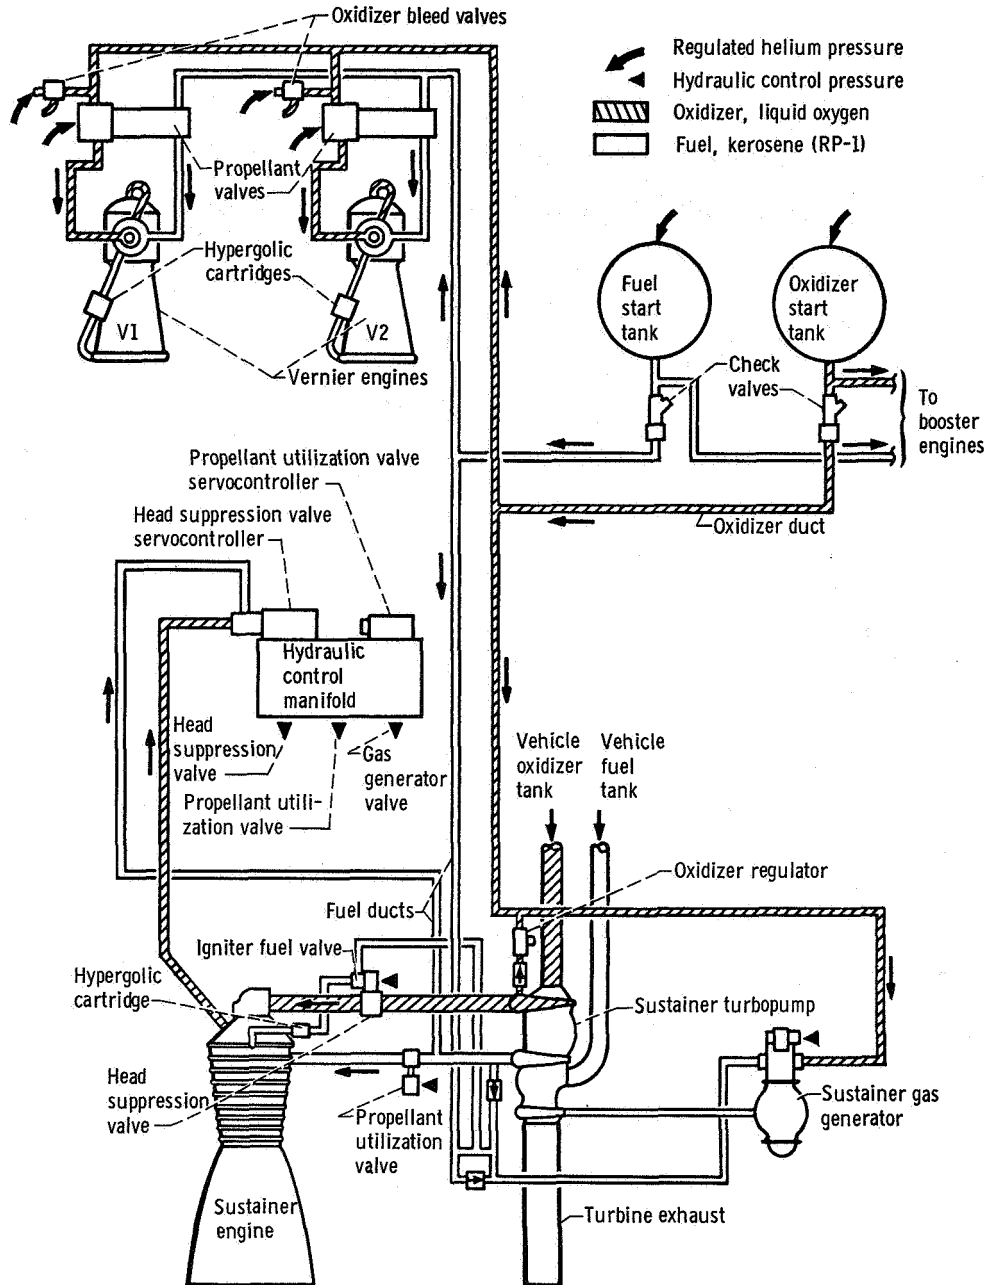 Oxidizer bleed valves
Regulated helium pressure
Hydraulic control pressure
Oxidizer, liquid oxygen
Fuel, kerosene (RP-1)
Propellant
valves
Hypergolic
cartridges
V1
V2
Vernier engines
Fuel
start
tank
Oxidizer
start
tank
Check
valves
To
booster
engines
Propellant utilization valve
servocontroller
Head suppression valve
servocontroller
Oxidizer duct
Hydraulic
control
manifold
Head
suppression
valve
Propellant utili-
zation valve
Gas
generator
valve
Vehicle
oxidizer
tank
Vehicle
fuel
tank
Oxidizer regulator
Fuel ducts
Igniter fuel valve
Hypergolic
cartridge
Sustainer turbopump
Head
suppression
valve
Propellant
utilization
valve
Sustainer gas
generator
Sustainer
engine
Turbine exhaust